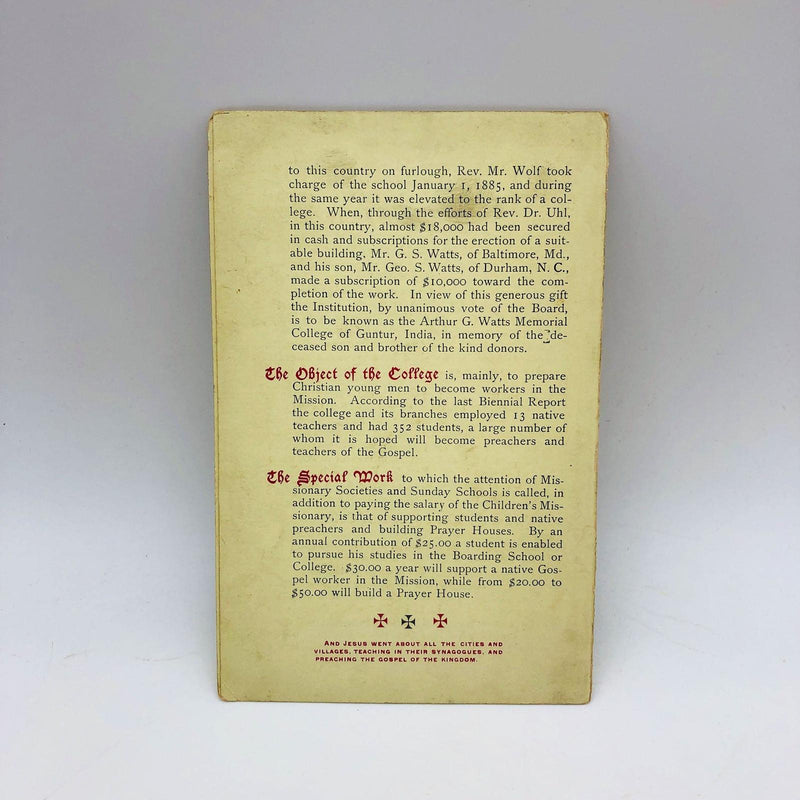 to this country on furlough, Rev. Mr. Wolf took
charge of the school January 1, 1885, and during
the same year it was elevated to the rank of a col-
lege. When, through the efforts of Rev. Dr. Uhl,
in this country, almost $18,000 had been secured
in cash and subscriptions for the erection of a suit-
able building, Mr. G. S. Watts, of Baltimore, Md.,
and his son, Mr. Geo. S. Watts, of Durham, N. C.,
made a subscription of $10,000 toward the com-
pletion of the work. In view of this generous gift
the Institution, by unanimous vote of the Board,
is to be known as the Arthur G. Watts Memorial
College of Guntur, India, in memory of the de-
ceased son and brother of the kind donors.
The Object of the College is, mainly, to prepare
Christian young men to become workers in the
Mission. According to the last Biennial Report
the college and its branches employed 13 native
teachers and had 352 students, a large number of
whom it is hoped will become preachers and
teachers of the Gospel.
The Special Work to which the attention of Mis-
sionary Societies and Sunday Schools is called, in
addition to paying the salary of the Children's Mis-
sionary, is that of supporting students and native
preachers and building Prayer Houses. By an
annual contribution of $25.00 a student is enabled
to pursue his studies in the Boarding School or
College. $30.00 a year will support a native Gos-
pel worker in the Mission, while from $20.00 to
$50.00 will build a Prayer House.
AND JESUS WENT ABOUT ALL THE CITIES AND
VILLAGES, TEACHING IN THEIR SYNAGOGUES, AND
PREACHING THE GOSPEL OF THE KINGDOM.